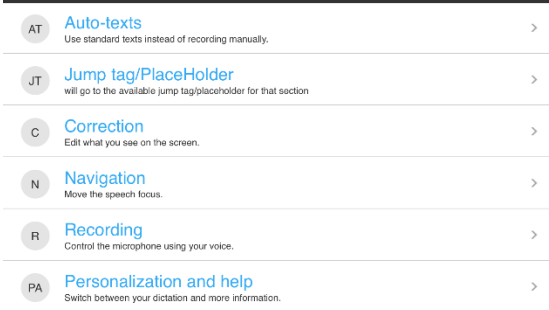 AT
Auto-texts
Use standard texts instead of recording manually.
JT
Jump tag/PlaceHolder
will go to the available jump tag/placeholder for that section
C
Correction
Edit what you see on the screen.
N
Navigation
Move the speech focus.
R
Recording
Control the microphone using your voice.
PA
Personalization and help
Switch between your dictation and more information.